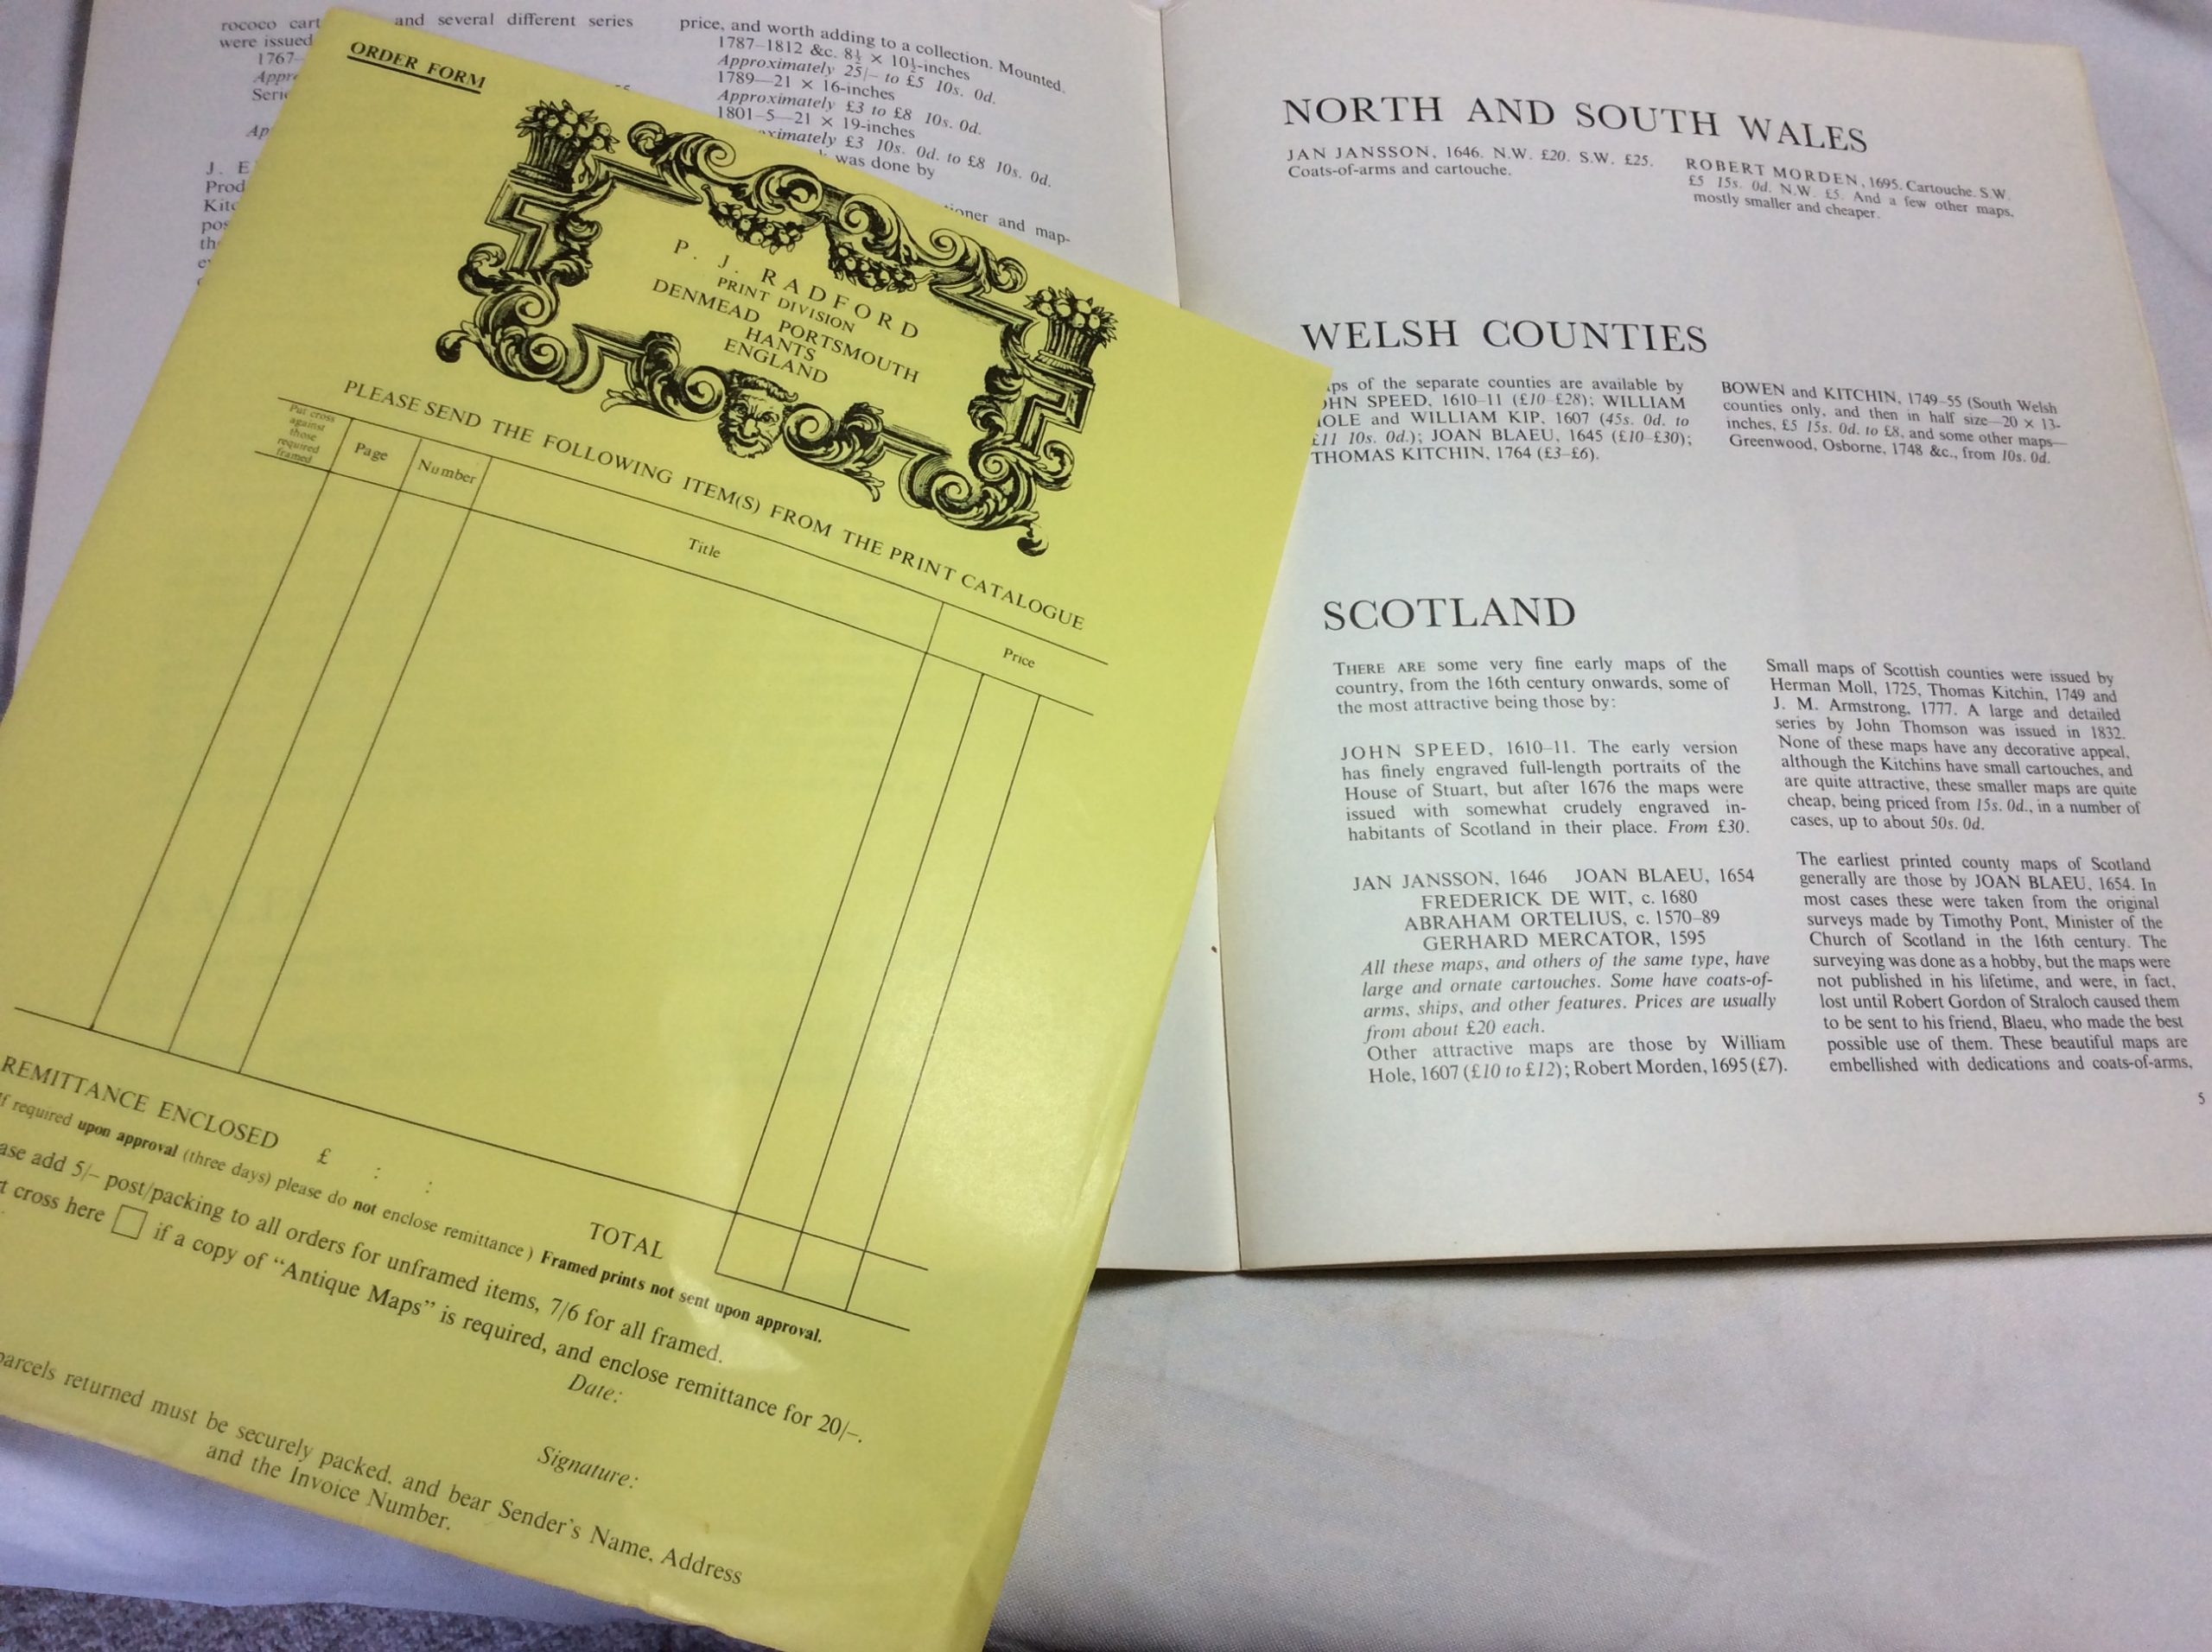 rococo cart
were issued
1767–
Appr
Serie
Ap
J. E
Prod
Kitc
pos
th
and several different series
price, and worth adding to a collection. Mounted.
1787–1812 &c. 8½ × 10½-inches
Approximately 25/– to £5 10s. 0d.
1789—21 × 16-inches
Approximately £3 to £8 10s. 0d.
1801–5—21 × 19-inches
ximately £3 10s. 0d. to £8 10s. 0d.
was done by
ioner and map-
ORDER FORM
P. J. RADFORD
PRINT DIVISION
DENMEAD PORTSMOUTH
HANTS
ENGLAND
PLEASE SEND THE FOLLOWING ITEM(S) FROM THE PRINT CATALOGUE
Put cross
against
those
required
framed
Page
Number
Title
Price
REMITTANCE ENCLOSED £ : :
If required upon approval (three days) please do not enclose remittance) Framed prints not sent upon approval.
TOTAL
ase add 5/– post/packing to all orders for unframed items, 7/6 for all framed.
t cross here if a copy of “Antique Maps” is required, and enclose remittance for 20/–.
Date:
Signature:
parcels returned must be securely packed, and bear Sender's Name, Address
and the Invoice Number.
NORTH AND SOUTH WALES
JAN JANSSON, 1646. N.W. £20. S.W. £25.
Coats-of-arms and cartouche.
ROBERT MORDEN, 1695. Cartouche. S.W.
£5 15s. 0d. N.W. £5. And a few other maps,
mostly smaller and cheaper.
WELSH COUNTIES
ps of the separate counties are available by
OHN SPEED, 1610–11 (£10–£28); WILLIAM
HOLE and WILLIAM KIP, 1607 (45s. 0d. to
£11 10s. 0d.); JOAN BLAEU, 1645 (£10–£30);
THOMAS KITCHIN, 1764 (£3–£6).
BOWEN and KITCHIN, 1749–55 (South Welsh
counties only, and then in half size—20 × 13-
inches, £5 15s. 0d. to £8, and some other maps—
Greenwood, Osborne, 1748 &c., from 10s. 0d.
SCOTLAND
THERE ARE some very fine early maps of the
country, from the 16th century onwards, some of
the most attractive being those by:
JOHN SPEED, 1610–11. The early version
has finely engraved full-length portraits of the
House of Stuart, but after 1676 the maps were
issued with somewhat crudely engraved in-
habitants of Scotland in their place. From £30.
JAN JANSSON, 1646 JOAN BLAEU, 1654
FREDERICK DE WIT, c. 1680
ABRAHAM ORTELIUS, c. 1570–89
GERHARD MERCATOR, 1595
All these maps, and others of the same type, have
large and ornate cartouches. Some have coats-of-
arms, ships, and other features. Prices are usually
from about £20 each.
Other attractive maps are those by William
Hole, 1607 (£10 to £12); Robert Morden, 1695 (£7).
Small maps of Scottish counties were issued by
Herman Moll, 1725, Thomas Kitchin, 1749 and
J. M. Armstrong, 1777. A large and detailed
series by John Thomson was issued in 1832.
None of these maps have any decorative appeal,
although the Kitchins have small cartouches, and
are quite attractive, these smaller maps are quite
cheap, being priced from 15s. 0d., in a number of
cases, up to about 50s. 0d.
The earliest printed county maps of Scotland
generally are those by JOAN BLAEU, 1654. In
most cases these were taken from the original
surveys made by Timothy Pont, Minister of the
Church of Scotland in the 16th century. The
surveying was done as a hobby, but the maps were
not published in his lifetime, and were, in fact,
lost until Robert Gordon of Straloch caused them
to be sent to his friend, Blaeu, who made the best
possible use of them. These beautiful maps are
embellished with dedications and coats-of-arms,
5